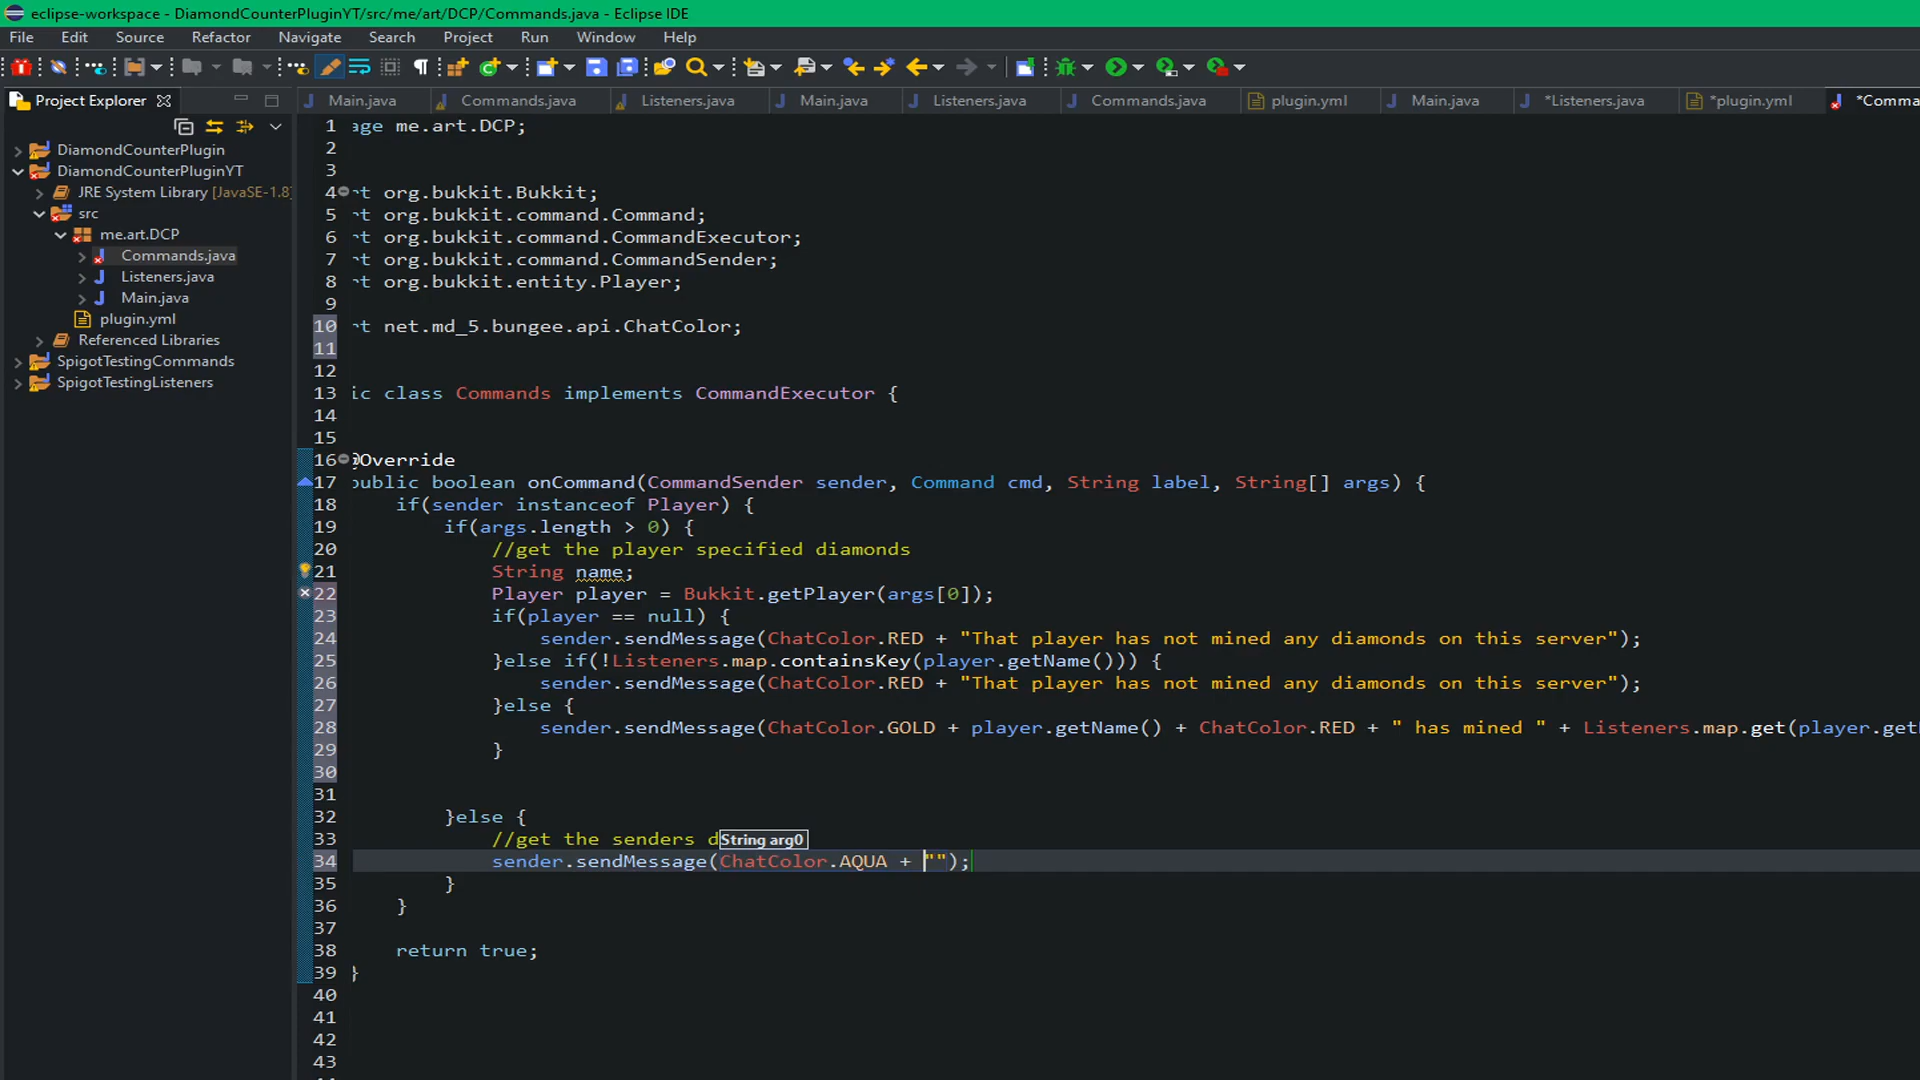 eclipse-workspace - DiamondCounterPluginYT/src/me/art/DCP/Commands.java - Eclipse IDE
File Edit Source Refactor Navigate Search Project Run Window Help
Project Explorer
Main.java Commands.java Listeners.java Main.java Listeners.java Commands.java plugin.yml Main.java *Listeners.java *plugin.yml *Comma
DiamondCounterPlugin
DiamondCounterPluginYT
JRE System Library [JavaSE-1.8]
src
me.art.DCP
Commands.java
Listeners.java
Main.java
plugin.yml
Referenced Libraries
SpigotTestingCommands
SpigotTestingListeners
1 age me.art.DCP;
2
3
4 rt org.bukkit.Bukkit;
5 rt org.bukkit.command.Command;
6 rt org.bukkit.command.CommandExecutor;
7 rt org.bukkit.command.CommandSender;
8 rt org.bukkit.entity.Player;
9
10 rt net.md_5.bungee.api.ChatColor;
11
12
13 ic class Commands implements CommandExecutor {
14
15
16 @Override
17 public boolean onCommand(CommandSender sender, Command cmd, String label, String[] args) {
18 if(sender instanceof Player) {
19 if(args.length > 0) {
20 //get the player specified diamonds
21 String name;
22 Player player = Bukkit.getPlayer(args[0]);
23 if(player == null) {
24 sender.sendMessage(ChatColor.RED + "That player has not mined any diamonds on this server");
25 }else if(!Listeners.map.containsKey(player.getName())) {
26 sender.sendMessage(ChatColor.RED + "That player has not mined any diamonds on this server");
27 }else {
28 sender.sendMessage(ChatColor.GOLD + player.getName() + ChatColor.RED + " has mined " + Listeners.map.get(player.get
29 }
30
31
32 }else {
33 //get the senders d String arg0
34 sender.sendMessage(ChatColor.AQUA + "");
35 }
36 }
37
38 return true;
39 }
40
41
42
43